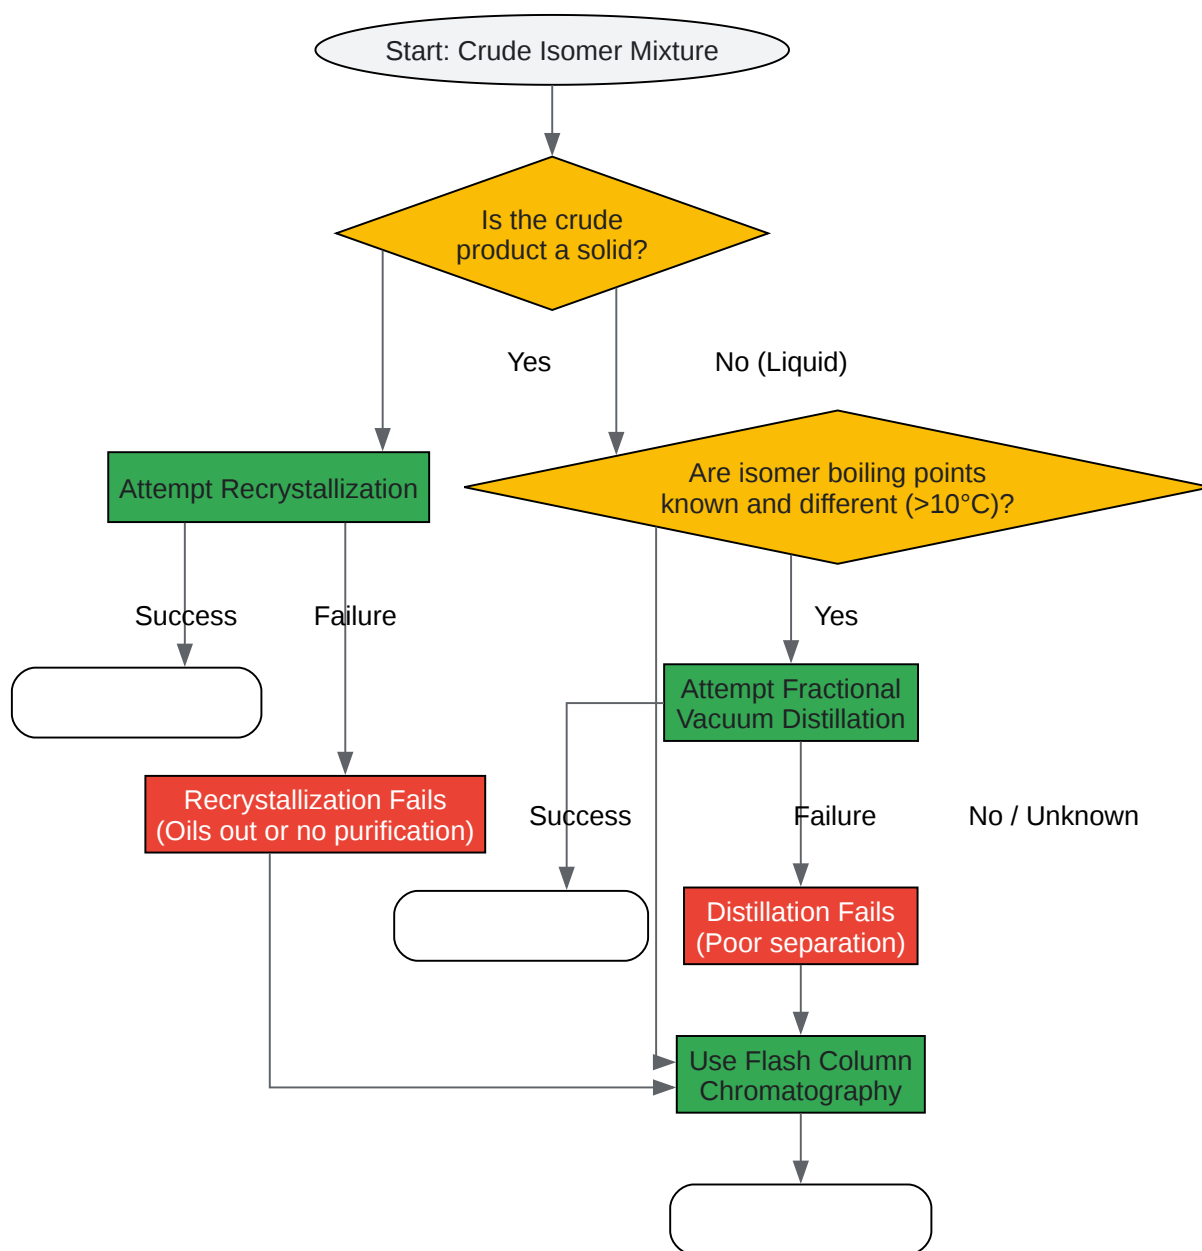 Start: Crude Isomer Mixture
Is the crude
product a solid?
Yes
No (Liquid)
Attempt Recrystallization
Are isomer boiling points
known and different (>10°C)?
Success
Failure
Yes
Attempt Fractional
Vacuum Distillation
Recrystallization Fails
(Oils out or no purification)
Success
Failure
No / Unknown
Distillation Fails
(Poor separation)
Use Flash Column
Chromatography